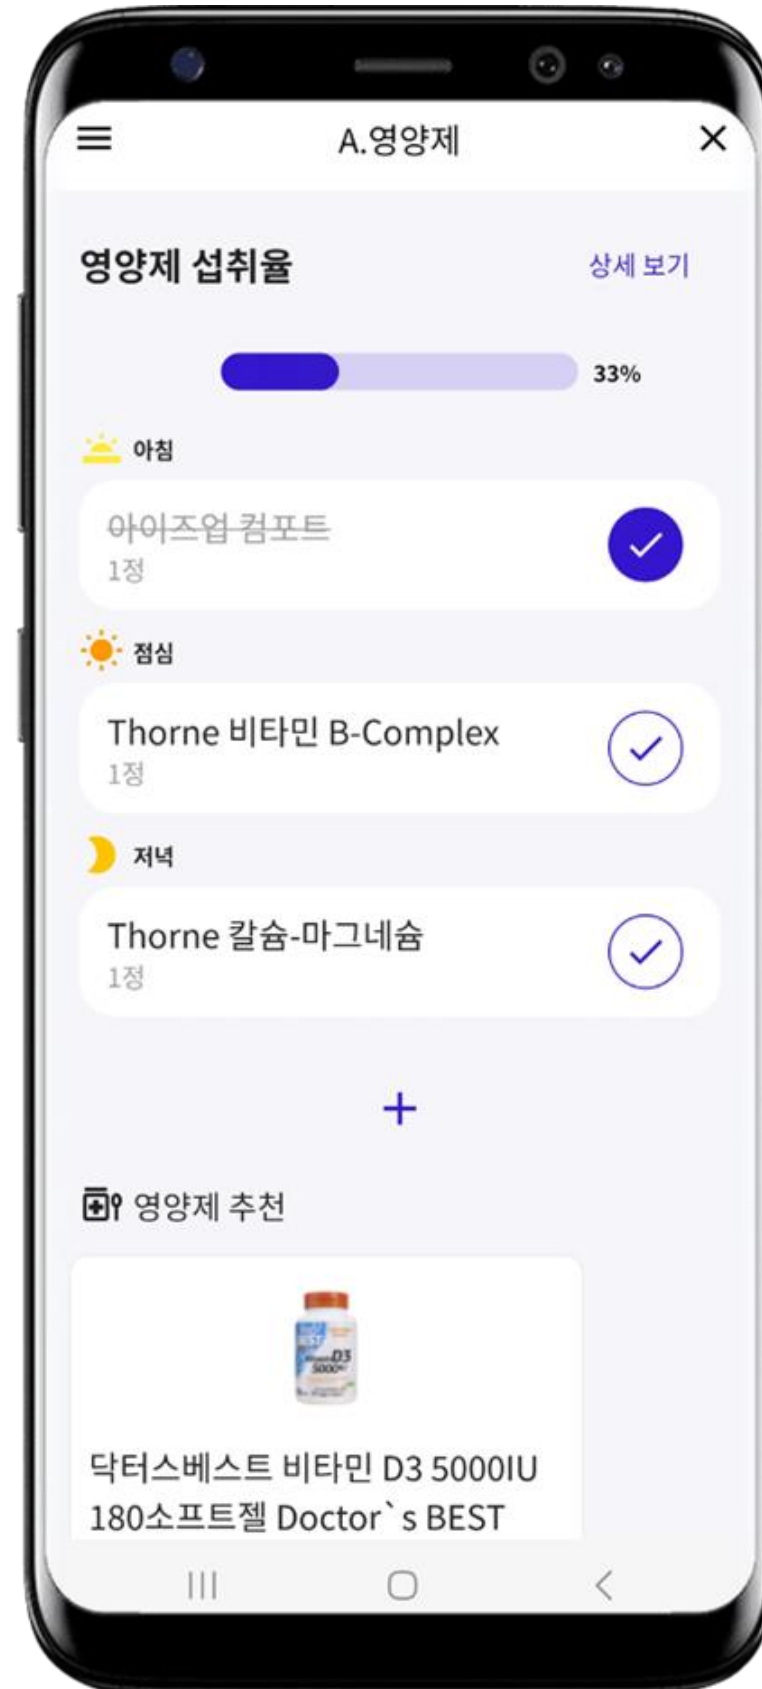 A.영양제
영양제 섭취율
상세 보기
33%
아침
아이즈업 컴포트
1정
점심
Thorne 비타민 B-Complex
1정
저녁
Thorne 칼슘-마그네슘
1정
+
영양제 추천
BEST
D3
5000
닥터스베스트 비타민 D3 5000IU
180소프트젤 Doctor`s BEST